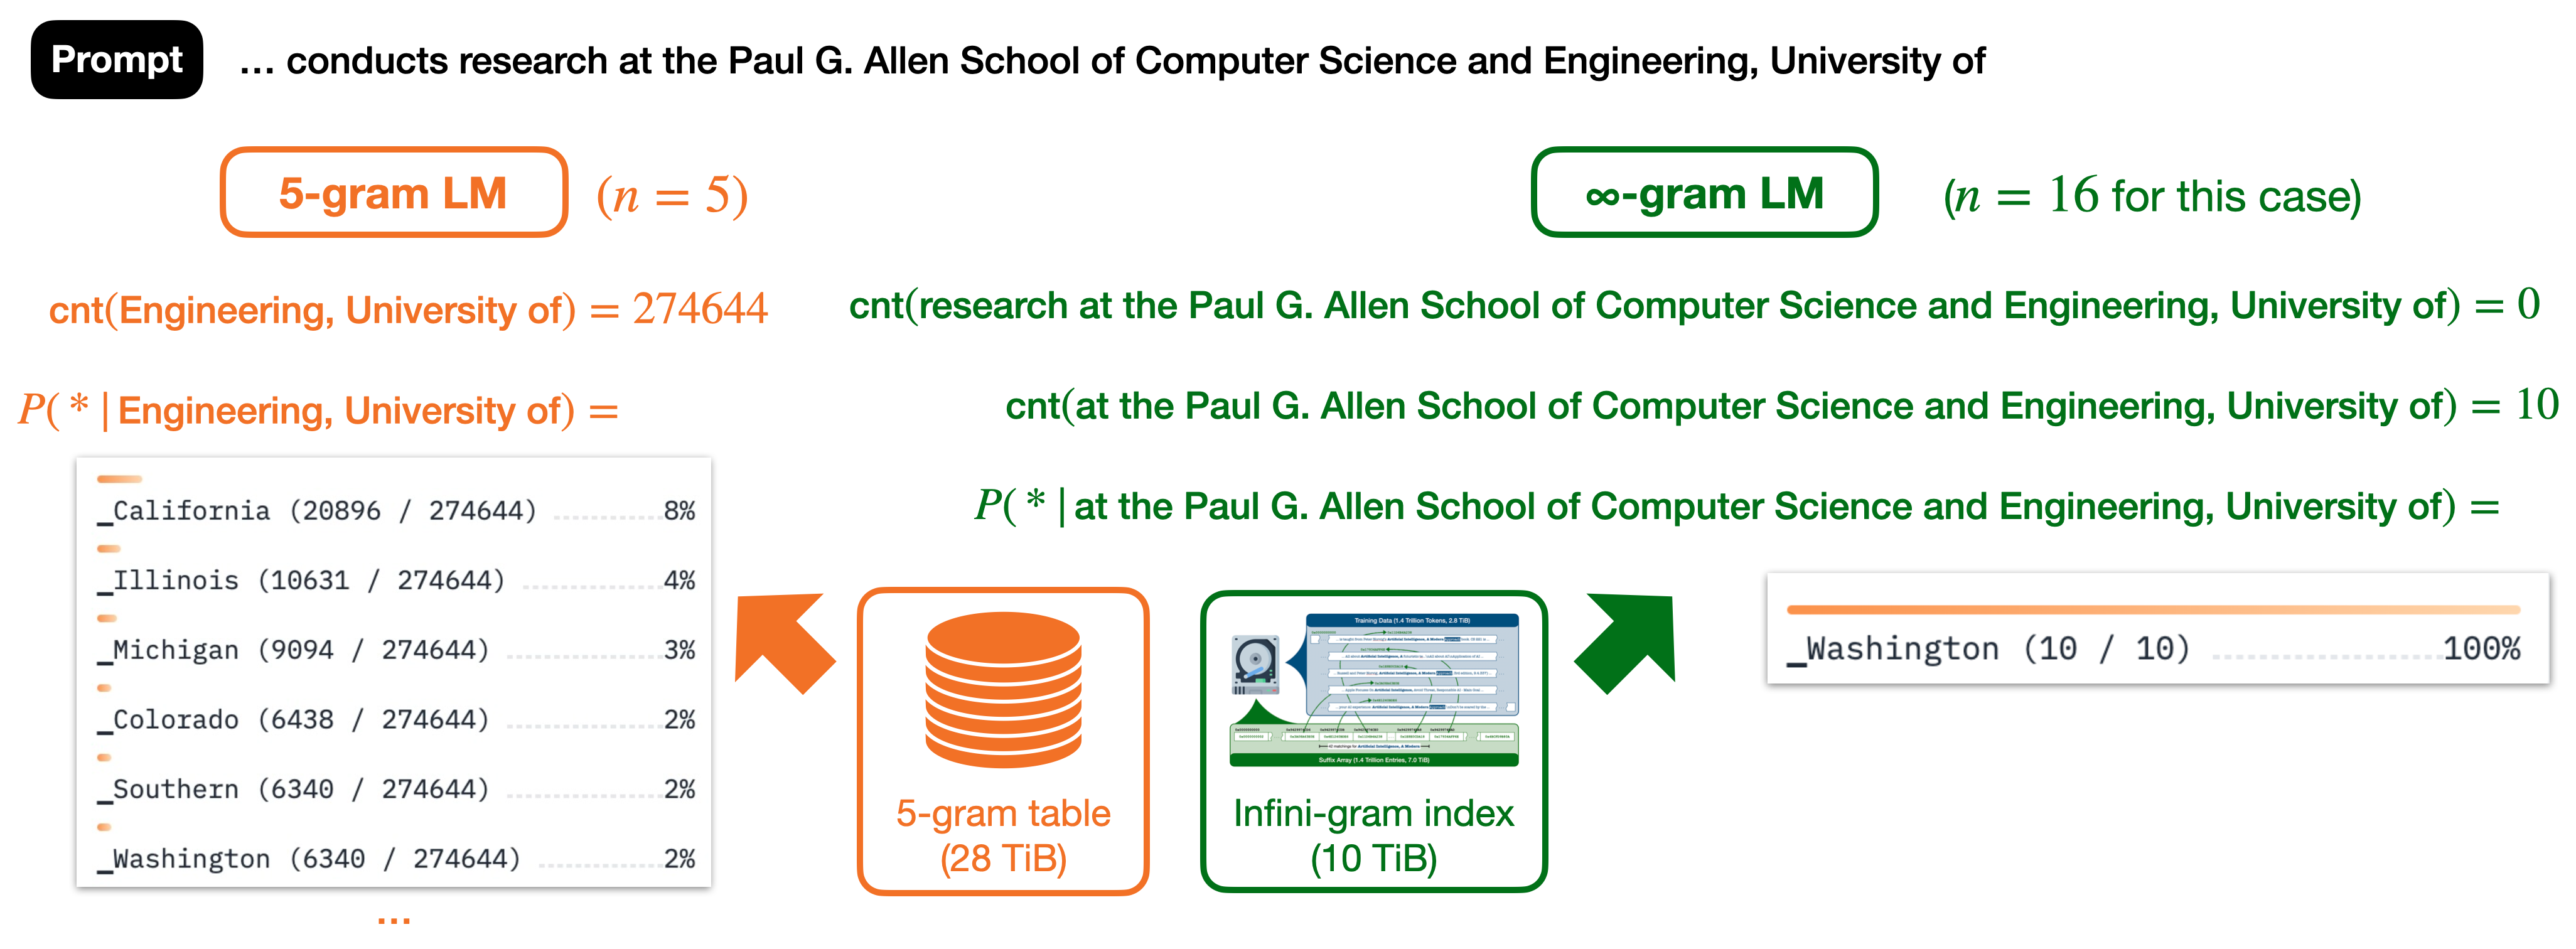 Prompt
... conducts research at the Paul G. Allen School of Computer Science and Engineering, University of
5-gram LM (n = 5)
cnt(Engineering, University of) = 274644
P( * | Engineering, University of) =
_California (20896 / 274644) 8%
_Illinois (10631 / 274644) 4%
_Michigan (9094 / 274644) 3%
_Colorado (6438 / 274644) 2%
_Southern (6340 / 274644) 2%
_Washington (6340 / 274644) 2%
...
5-gram table
(28 TiB)
∞-gram LM (n = 16 for this case)
cnt(research at the Paul G. Allen School of Computer Science and Engineering, University of) = 0
cnt(at the Paul G. Allen School of Computer Science and Engineering, University of) = 10
P( * | at the Paul G. Allen School of Computer Science and Engineering, University of) =
Training Data (1.4 Trillion Tokens, 2.8 TiB)
Suffix Array (1.4 Trillion Entries, 7.0 TiB)
Infini-gram index
(10 TiB)
_Washington (10 / 10) 100%